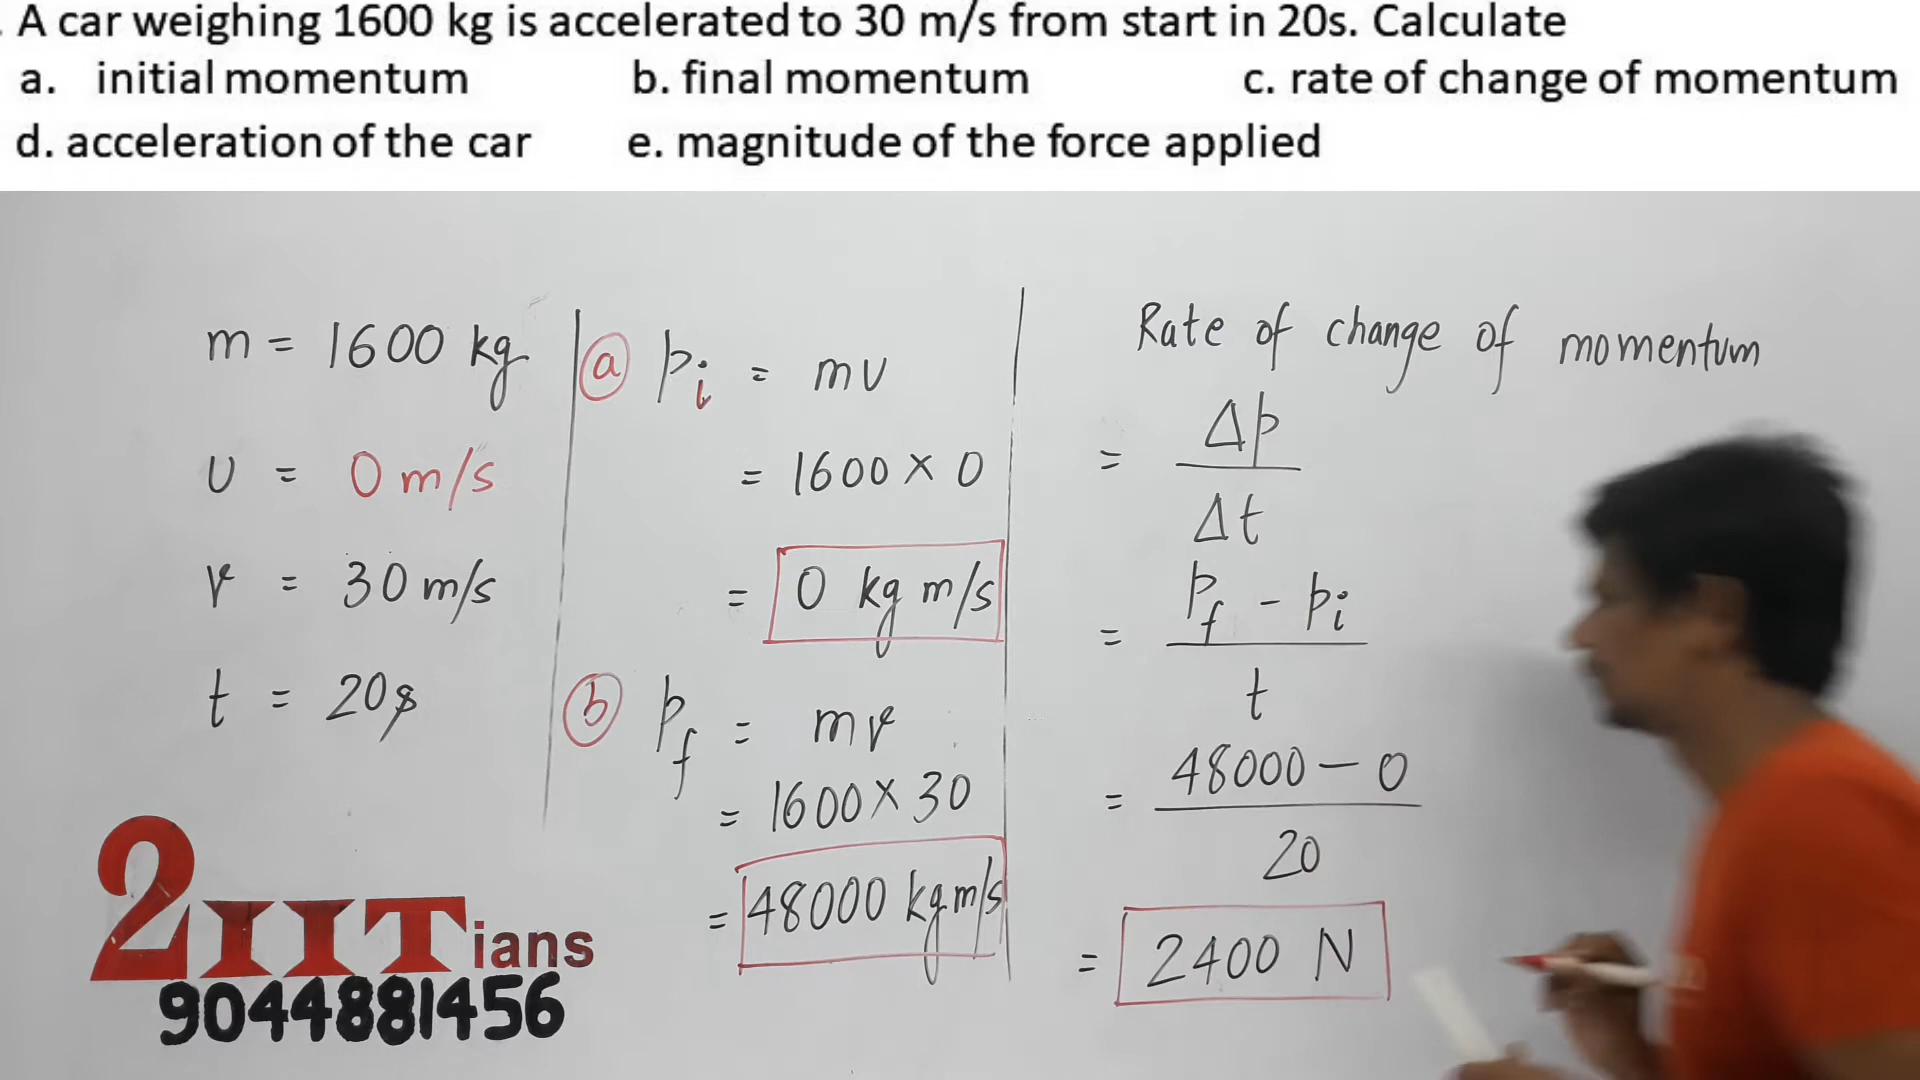 . A car weighing 1600 kg is accelerated to 30 m/s from start in 20s. Calculate
a. initial momentum b. final momentum c. rate of change of momentum
d. acceleration of the car e. magnitude of the force applied
m = 1600 kg
u = 0 m/s
v = 30 m/s
t = 20s
2IITians
9044881456
(a) pi = mu
= 1600 × 0
= 0 kg m/s
(b) pf = mv
= 1600 × 30
= 48000 kg m/s
Rate of change of momentum
= Δp
Δt
= pf - pi
t
= 48000 - 0
20
= 2400 N